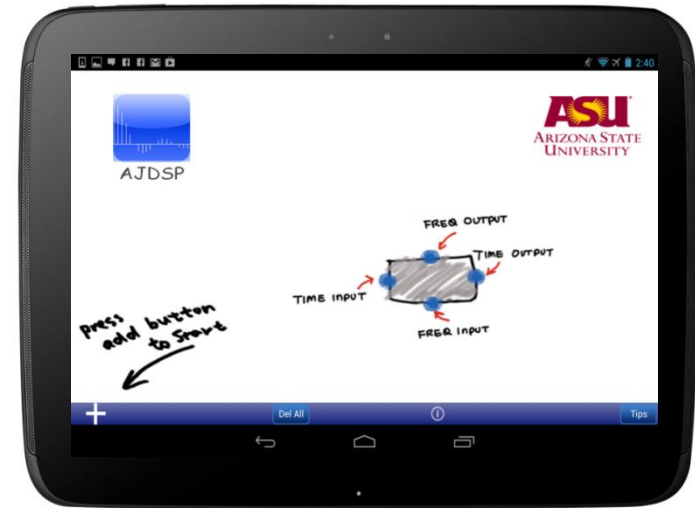 2:40
ASU
ARIZONA STATE
UNIVERSITY
AJDSP
FREQ OUTPUT
TIME OUTPUT
TIME INPUT
FREQ INPUT
press
add button
to start
Del All
Tips